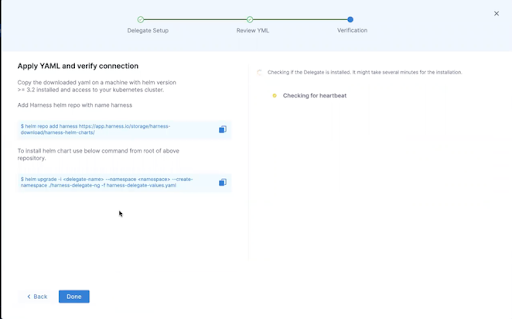 Delegate Setup
Review YML
Verification
Apply YAML and verify connection
Copy the downloaded yaml on a machine with helm version
>= 3.2 installed and access to your kubernetes cluster.
Add Harness helm repo with name harness
$ helm repo add harness https://app.harness.io/storage/harness-
download/harness-helm-charts/
To install helm chart use below command from root of above
repository.
$ helm upgrade -i <delegate-name> --namespace <namespace> --create-
namespace ./harness-delegate-ng -f harness-delegate-values.yaml
Back
Done
Checking if the Delegate is installed. It might take several minutes for the installation.
Checking for heartbeat